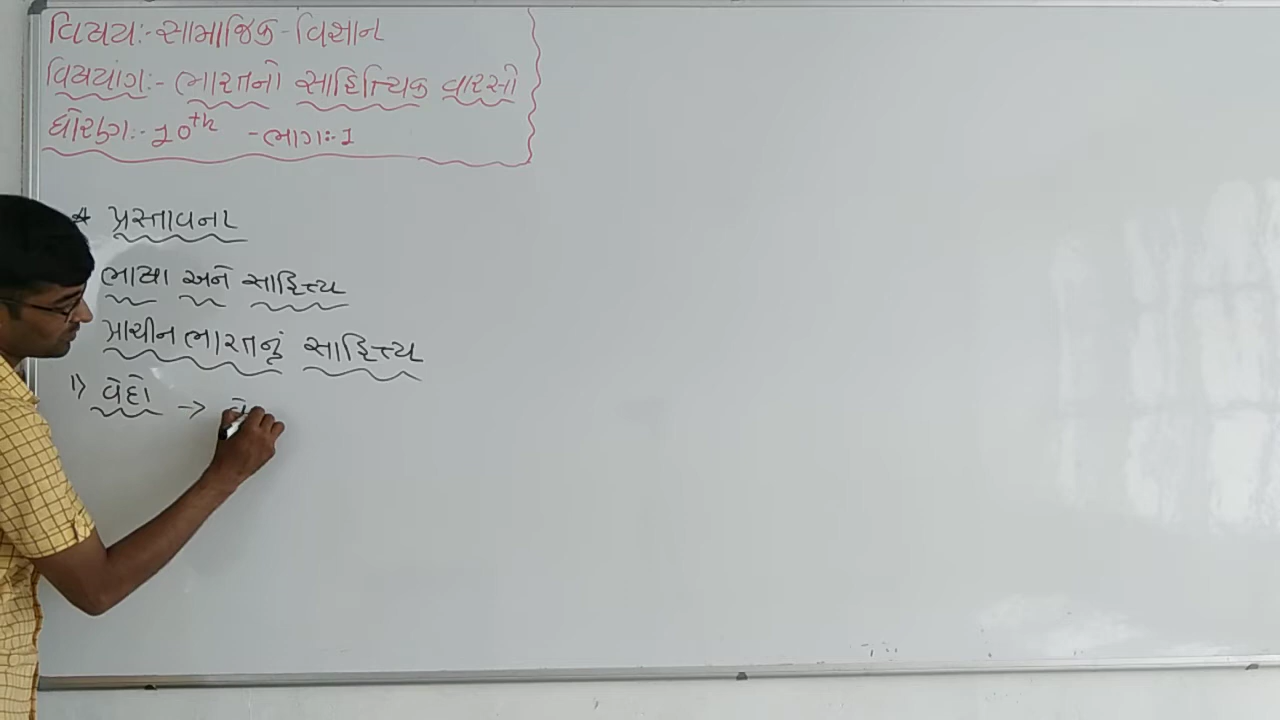 વિષય:-સામાજિક-વિજ્ઞાન
વિષયાંગ:- ભારતનો સાહિત્યિક વારસો
ધોરણ:-10th -ભાગ:-1
* પ્રસ્તાવના
ભાષા અને સાહિત્ય
પ્રાચીન ભારતનું સાહિત્ય
1) વેદો →